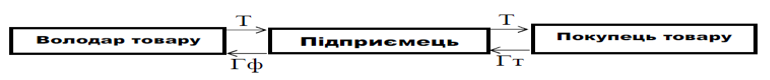 Т
Т
Володар товару
Підприємець
Покупець товару
Гф
Гт